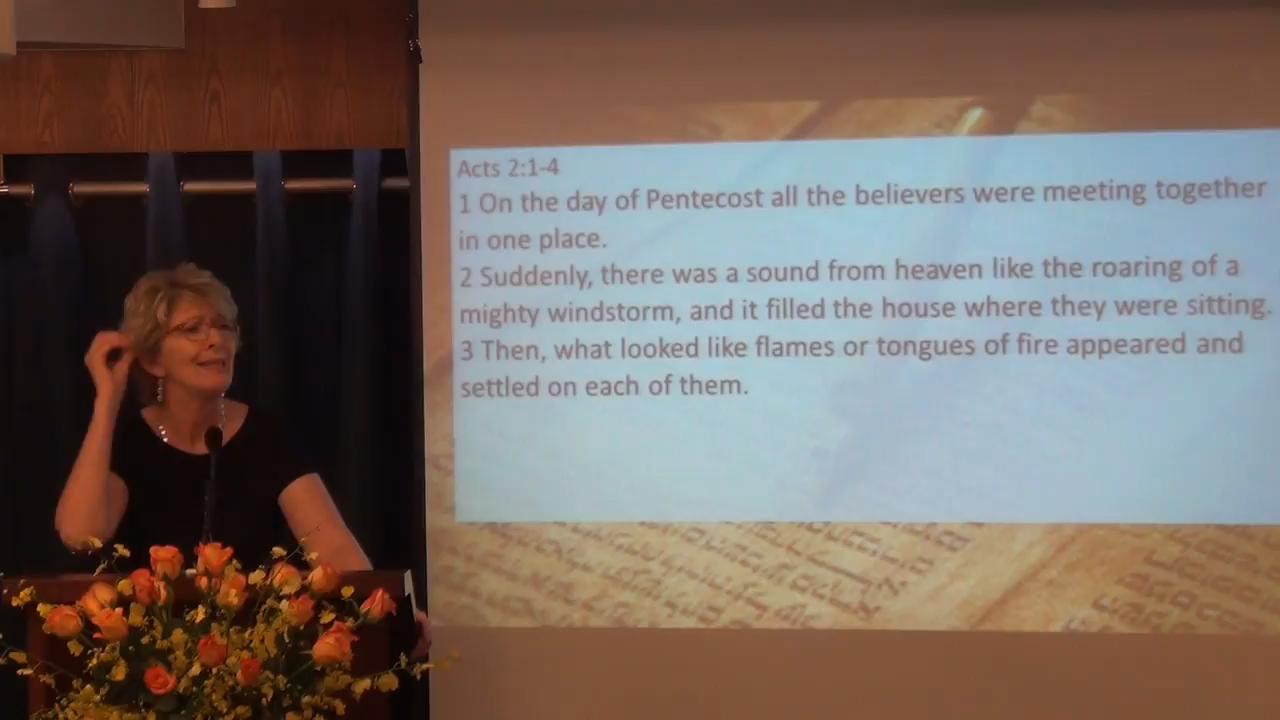 Acts 2:1-4
1 On the day of Pentecost all the believers were meeting together
in one place.
2 Suddenly, there was a sound from heaven like the roaring of a
mighty windstorm, and it filled the house where they were sitting.
3 Then, what looked like flames or tongues of fire appeared and
settled on each of them.